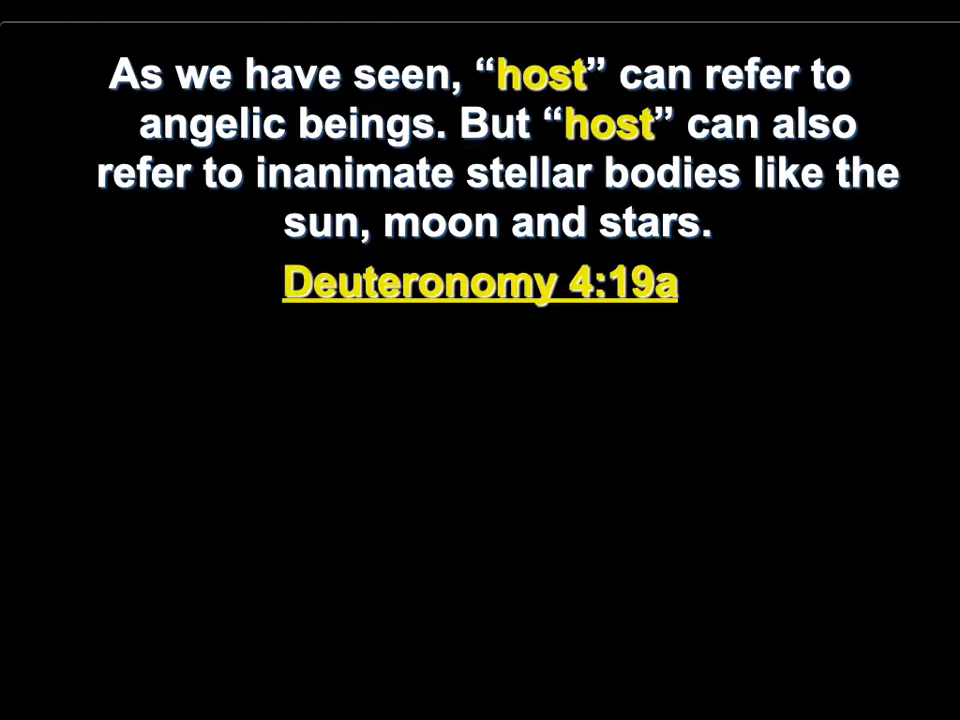 As we have seen, “host” can refer to
angelic beings. But “host” can also
refer to inanimate stellar bodies like the
sun, moon and stars.
Deuteronomy 4:19a